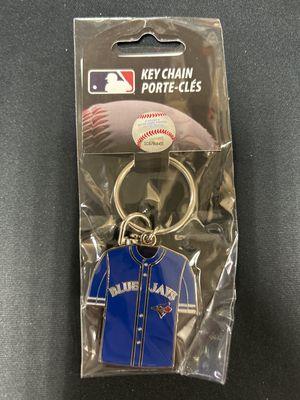 KEY CHAIN
PORTE-CLÉS
BLUE JAYS